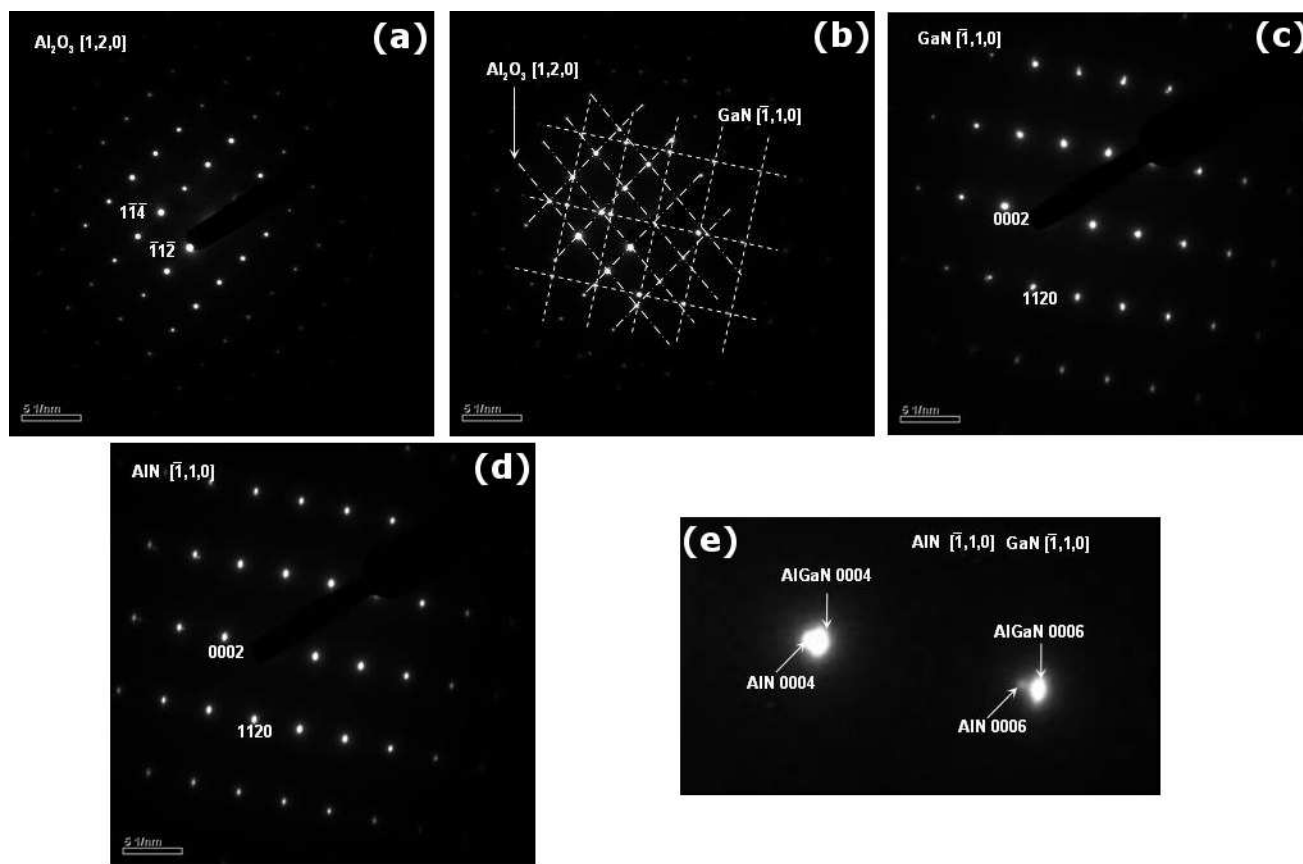 (a)
Al₂O₃ [1,2,0]
1̄1̄4̄
1̄12̄
5 1/nm
(b)
Al₂O₃ [1,2,0]
GaN [1̄,1,0]
5 1/nm
(c)
GaN [1̄,1,0]
0002
1120
5 1/nm
(d)
AlN [1̄,1,0]
0002
1120
5 1/nm
(e)
AlN [1̄,1,0] GaN [1̄,1,0]
AlGaN 0004
AlN 0004
AlGaN 0006
AlN 0006